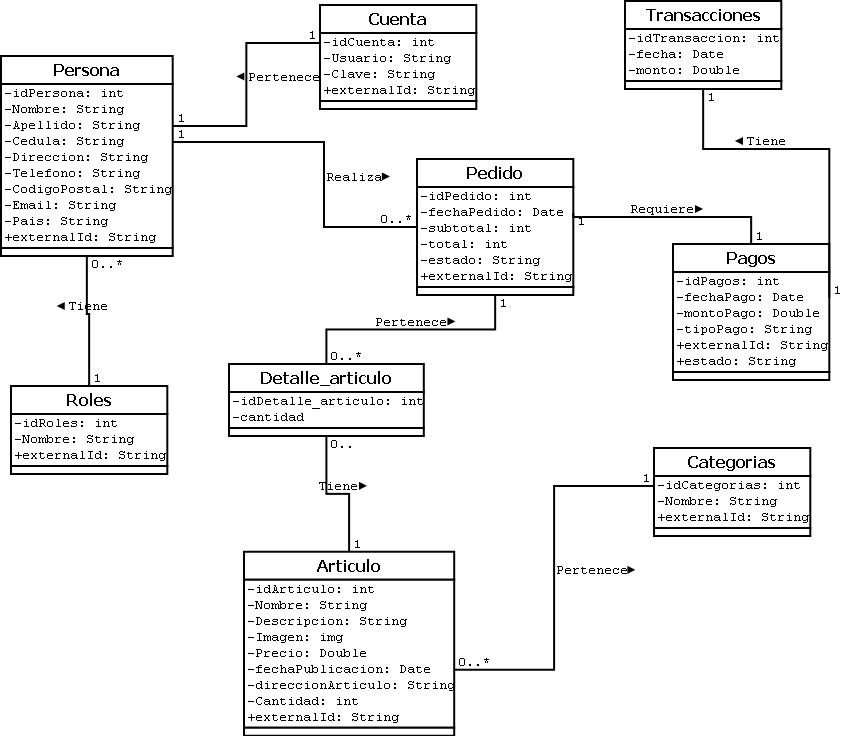 Cuenta
-idCuenta: int
-Usuario: String
-Clave: String
+externalId: String
Transacciones
-idTransaccion: int
-fecha: Date
-monto: Double
Persona
-idPersona: int
-Nombre: String
-Apellido: String
-Cedula: String
-Direccion: String
-Telefono: String
-CodigoPostal: String
-Email: String
-Pais: String
+externalId: String
1
◄Pertenece
1
1
1
◄Tiene
1
Realiza►
0..*
Pedido
-idPedido: int
-fechaPedido: Date
-subtotal: int
-total: int
-estado: String
+externalId: String
1
Requiere►
1
Pagos
-idPagos: int
-fechaPago: Date
-montoPago: Double
-tipoPago: String
+externalId: String
+estado: String
0..*
◄Tiene
1
Roles
-idRoles: int
-Nombre: String
+externalId: String
1
Pertenece►
0..*
Detalle_articulo
-idDetalle_articulo: int
-cantidad
0..
Tiene►
1
Categorias
-idCategorias: int
-Nombre: String
+externalId: String
1
Pertenece►
0..*
Articulo
-idArticulo: int
-Nombre: String
-Descripcion: String
-Imagen: img
-Precio: Double
-fechaPublicacion: Date
-direccionArticulo: String
-Cantidad: int
+externalId: String